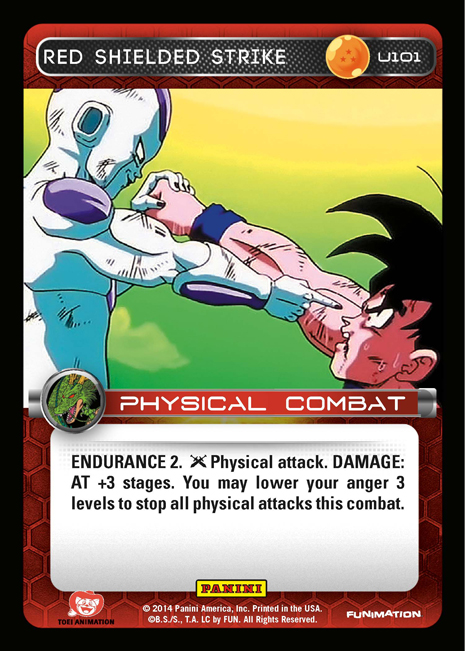 RED SHIELDED STRIKE U101
PHYSICAL COMBAT
ENDURANCE 2. Physical attack. DAMAGE:
AT +3 stages. You may lower your anger 3
levels to stop all physical attacks this combat.
PANINI
© 2014 Panini America, Inc. Printed in the USA.
©B.S./S., T.A. LC by FUN. All Rights Reserved.
TOEI ANIMATION
FUNIMATION